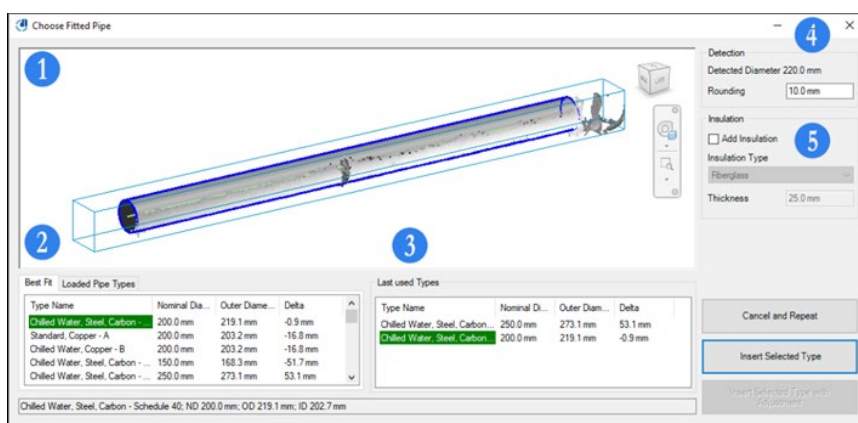 Choose Fitted Pipe
1
4
Detection
Detected Diameter 220.0 mm
Rounding 10.0 mm
Insulation
Add Insulation
5
Insulation Type
Fiberglass
Thickness 25.0 mm
2
3
Best Fit Loaded Pipe Types
Type Name Nominal Dia... Outer Diame... Delta
Chilled Water, Steel, Carbon - ... 200.0 mm 219.1 mm -0.9 mm
Standard, Copper - A 200.0 mm 203.2 mm -16.8 mm
Chilled Water, Copper - B 200.0 mm 203.2 mm -16.8 mm
Chilled Water, Steel, Carbon - ... 150.0 mm 168.3 mm -51.7 mm
Chilled Water, Steel, Carbon - ... 250.0 mm 273.1 mm 53.1 mm
Last used Types
Type Name Nominal Di... Outer Diam... Delta
Chilled Water, Steel, Carbon... 250.0 mm 273.1 mm 53.1 mm
Chilled Water, Steel, Carbon... 200.0 mm 219.1 mm -0.9 mm
Cancel and Repeat
Insert Selected Type
Insert Selected Type with
Adjustment
Chilled Water, Steel, Carbon - Schedule 40; ND 200.0 mm; OD 219.1 mm; ID 202.7 mm